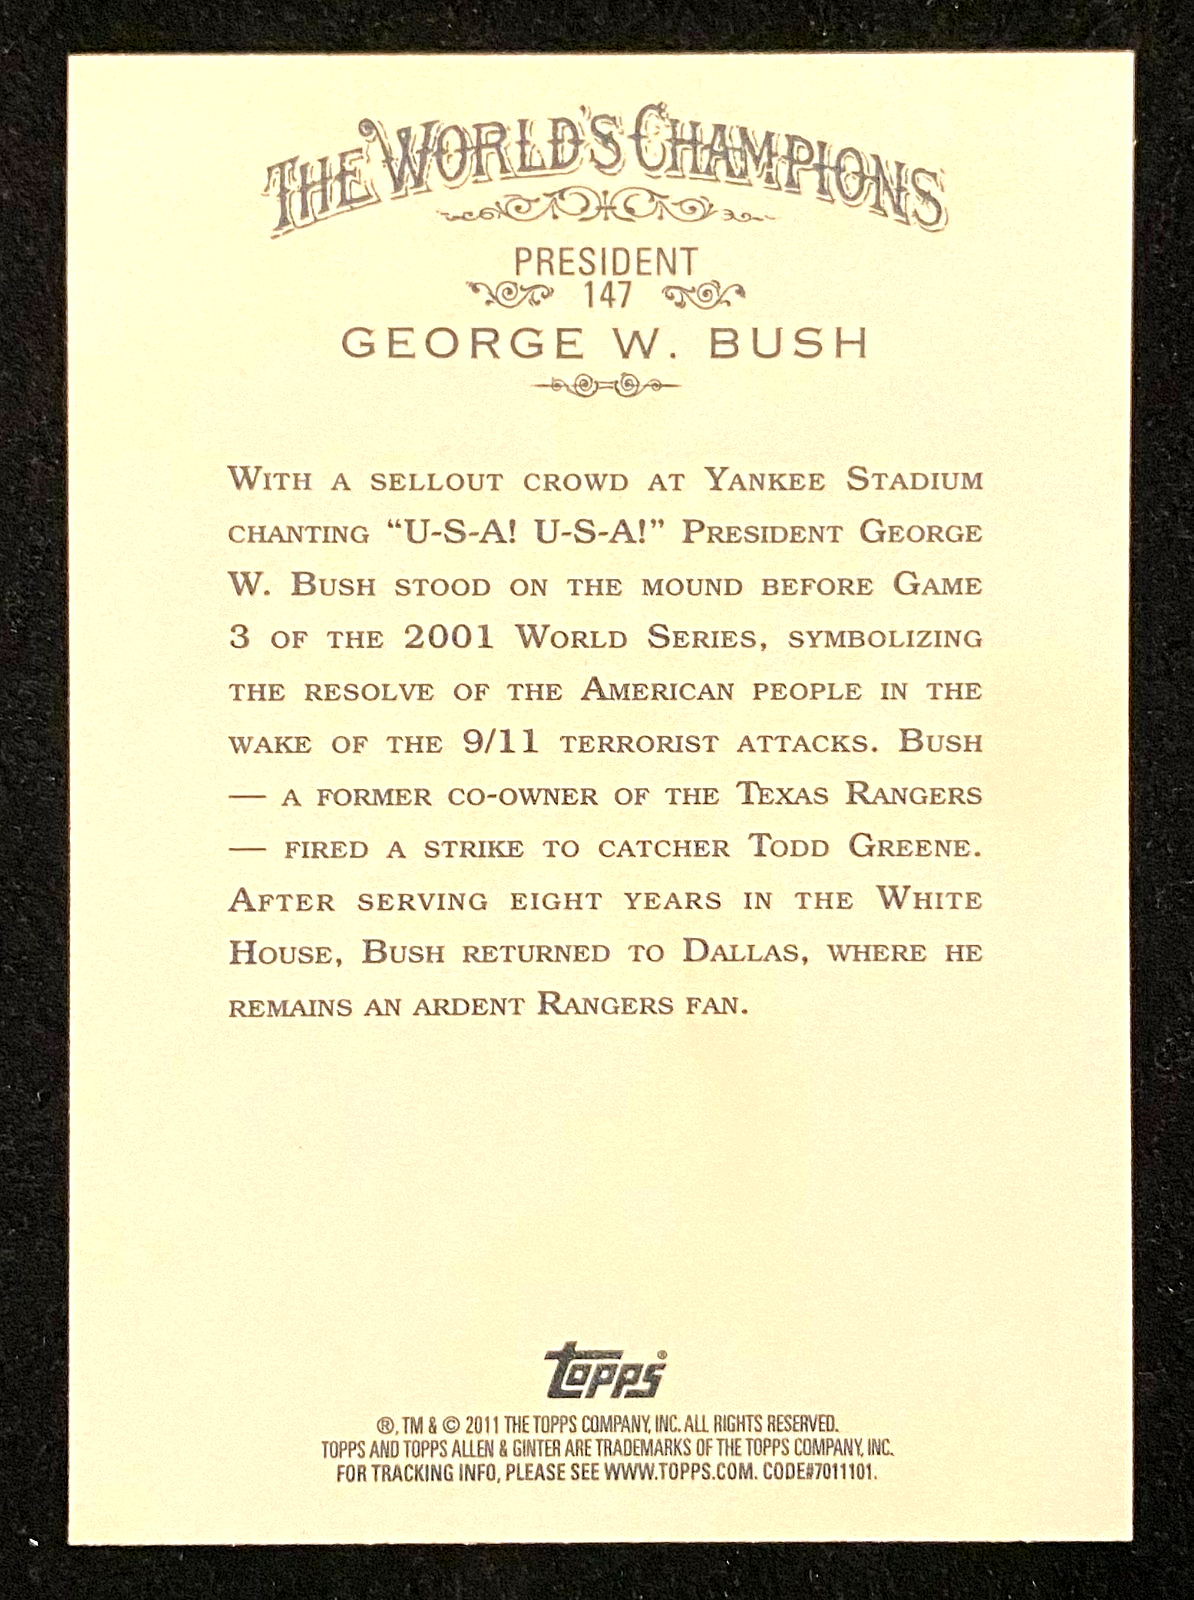 THE WORLD'S CHAMPIONS
PRESIDENT
147
GEORGE W. BUSH
WITH A SELLOUT CROWD AT YANKEE STADIUM
CHANTING “U-S-A! U-S-A!” PRESIDENT GEORGE
W. BUSH STOOD ON THE MOUND BEFORE GAME
3 OF THE 2001 WORLD SERIES, SYMBOLIZING
THE RESOLVE OF THE AMERICAN PEOPLE IN THE
WAKE OF THE 9/11 TERRORIST ATTACKS. BUSH
— A FORMER CO-OWNER OF THE TEXAS RANGERS
— FIRED A STRIKE TO CATCHER TODD GREENE.
AFTER SERVING EIGHT YEARS IN THE WHITE
HOUSE, BUSH RETURNED TO DALLAS, WHERE HE
REMAINS AN ARDENT RANGERS FAN.
topps®
®, TM & © 2011 THE TOPPS COMPANY, INC. ALL RIGHTS RESERVED.
TOPPS AND TOPPS ALLEN & GINTER ARE TRADEMARKS OF THE TOPPS COMPANY, INC.
FOR TRACKING INFO, PLEASE SEE WWW.TOPPS.COM. CODE#7011101.